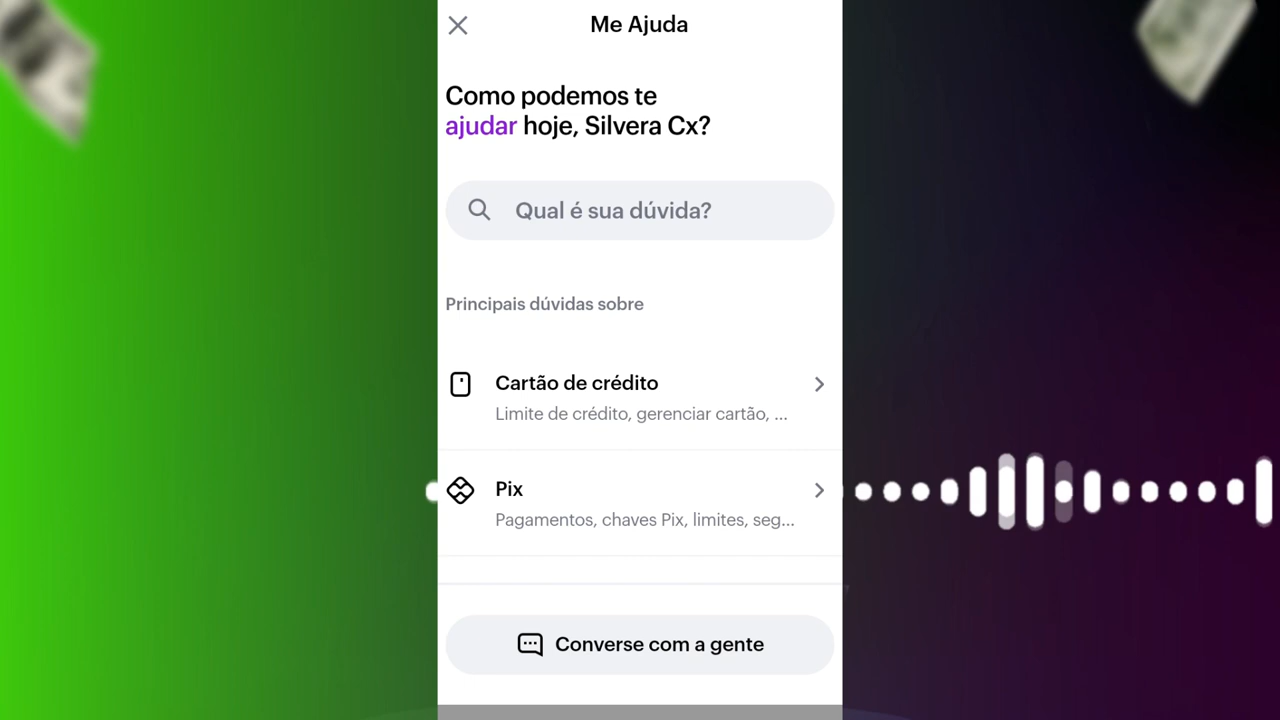 Me Ajuda
Como podemos te
ajudar hoje, Silvera Cx?
Qual é sua dúvida?
Principais dúvidas sobre
Cartão de crédito
Limite de crédito, gerenciar cartão, ...
Pix
Pagamentos, chaves Pix, limites, seg...
Converse com a gente